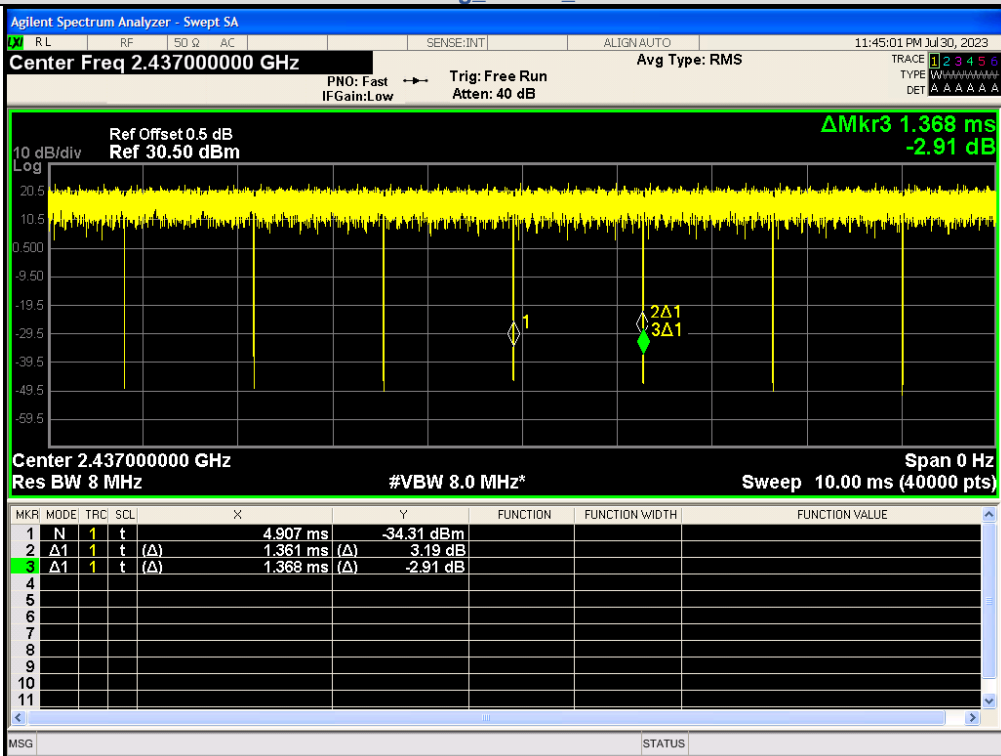 Agilent Spectrum Analyzer - Swept SA
LXI RL RF 50 Ω AC SENSE:INT ALIGNAUTO 11:45:01 PM Jul 30, 2023
Center Freq 2.437000000 GHz
PNO: Fast
IFGain:Low
Trig: Free Run
Atten: 40 dB
Avg Type: RMS
TRACE 1 2 3 4 5 6
TYPE
DET A A A A A A
ΔMkr3 1.368 ms
-2.91 dB
Ref Offset 0.5 dB
10 dB/div Ref 30.50 dBm
Log
20.5
10.5
0.500
-9.50
-19.5
-29.5
-39.5
-49.5
-59.5
1
2Δ1
3Δ1
Center 2.437000000 GHz Span 0 Hz
Res BW 8 MHz #VBW 8.0 MHz* Sweep 10.00 ms (40000 pts)
MKR MODE TRC SCL X Y FUNCTION FUNCTION WIDTH FUNCTION VALUE
1 N 1 t 4.907 ms -34.31 dBm
2 Δ1 1 t (Δ) 1.361 ms (Δ) 3.19 dB
3 Δ1 1 t (Δ) 1.368 ms (Δ) -2.91 dB
4
5
6
7
8
9
10
11
MSG STATUS